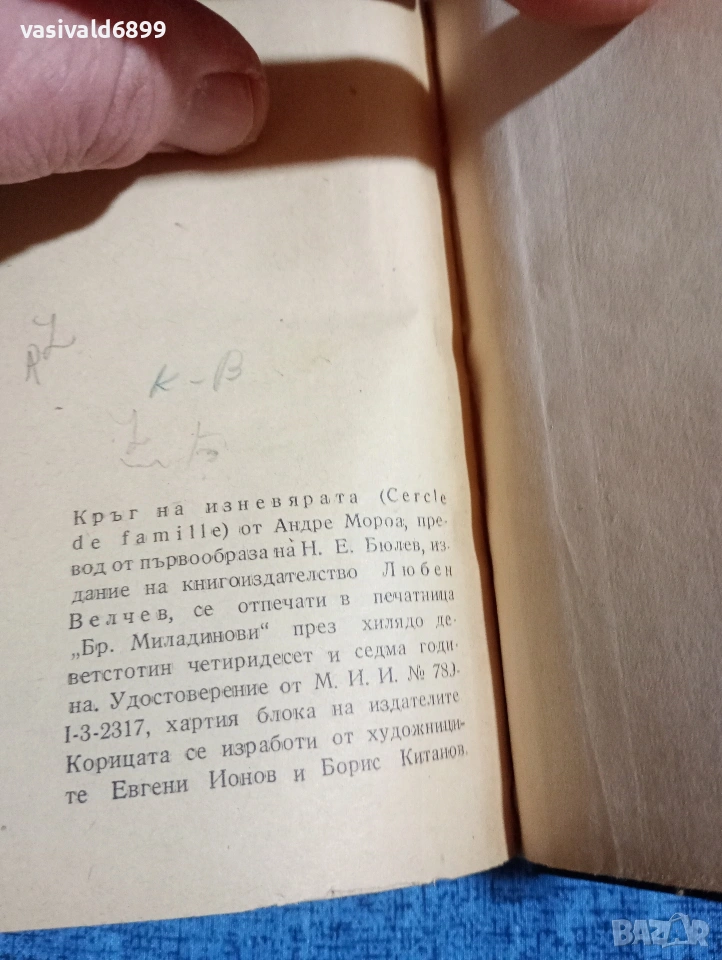 vasivald6899
К - В
Кръг на изневярата (Cercle
de famille) от Андре Мороа, пре-
вод от първообраза на Н. Е. Бюлев, из-
дание на книгоиздателство Любен
Велчев, се отпечати в печатница
„Бр. Миладинови“ през хилядо де-
ветстотин четиридесет и седма годи-
на. Удостоверение от М. И. И. №
I-3-2317, хартия блока на издателите
Корицата се изработи от художници-
те Евгени Ионов и Борис Китанов.
BAZAR